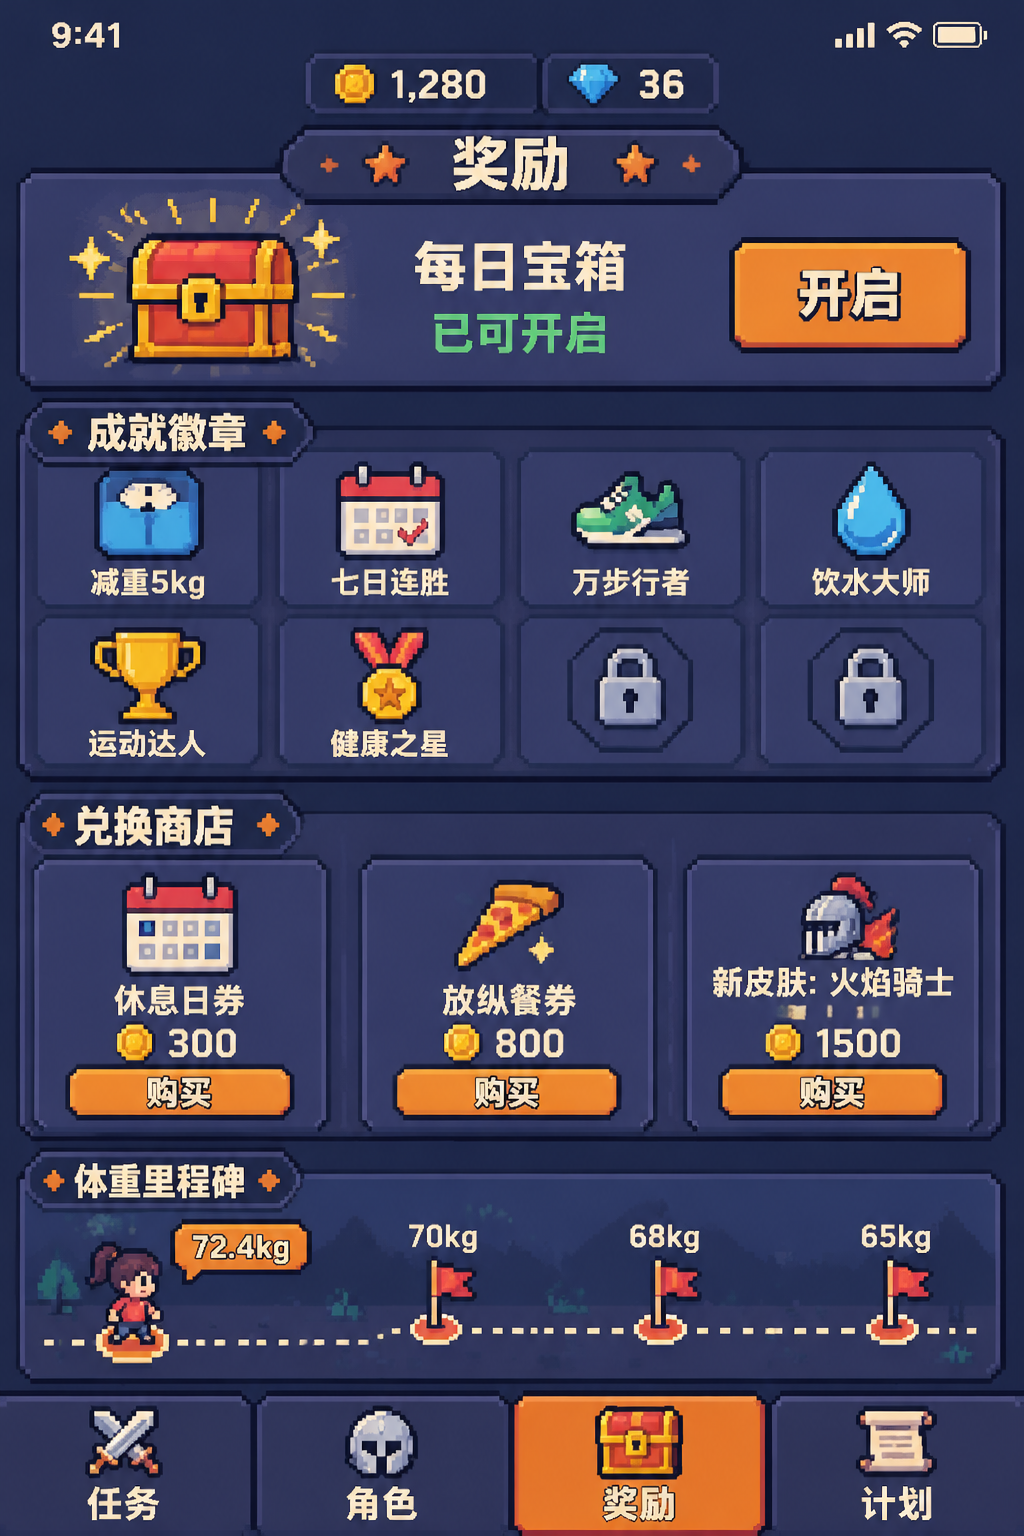 9:41
1,280
36
奖励
每日宝箱
已可开启
开启
成就徽章
减重5kg
七日连胜
万步行者
饮水大师
运动达人
健康之星
兑换商店
休息日券
300
购买
放纵餐券
800
购买
新皮肤: 火焰骑士
1500
购买
体重里程碑
72.4kg
70kg
68kg
65kg
任务
角色
奖励
计划